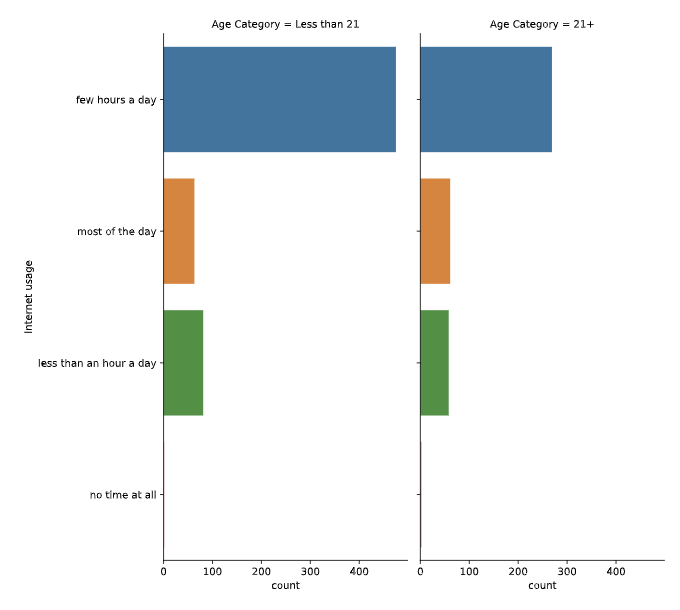 Age Category = Less than 21
Age Category = 21+
few hours a day
most of the day
Internet usage
less than an hour a day
no time at all
0 100 200 300 400
0 100 200 300 400
count
count